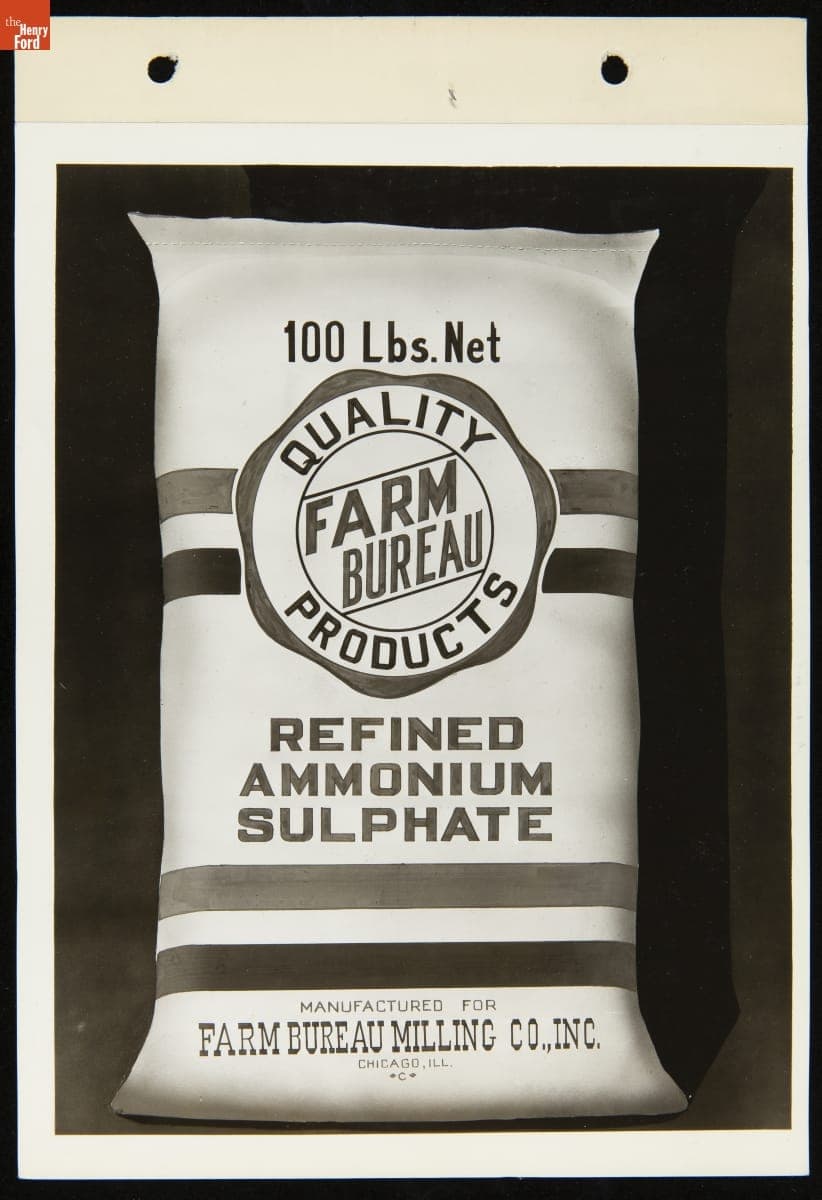 the
Henry
Ford
100 Lbs. Net
QUALITY
FARM
BUREAU
PRODUCTS
REFINED
AMMONIUM
SULPHATE
MANUFACTURED FOR
FARM BUREAU MILLING CO., INC.
CHICAGO, ILL.
*C*